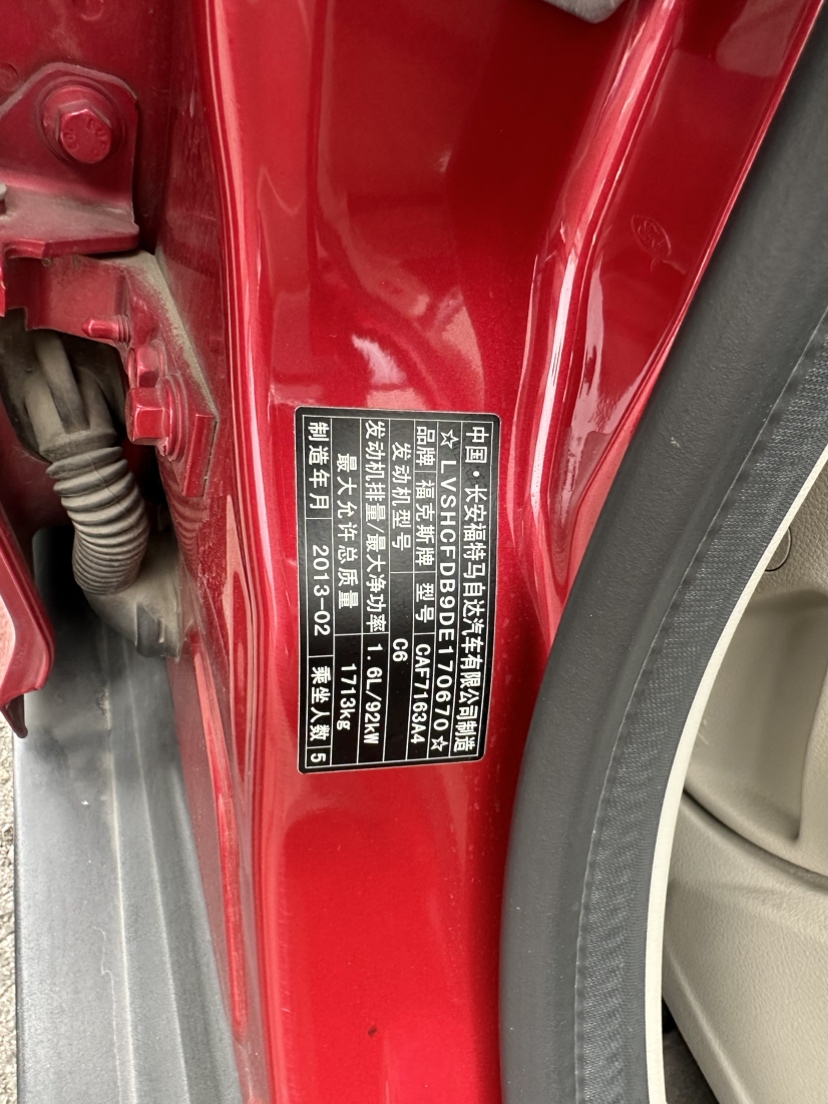 中国·长安福特马自达汽车有限公司制造
☆LVSHCFDB9DE170670☆
品牌 福克斯牌 型号 CAF7163A4
发动机型号 C6
发动机排量/最大净功率 1.6L/92kW
最大允许总质量 1713kg
制造年月 2013-02 乘坐人数 5